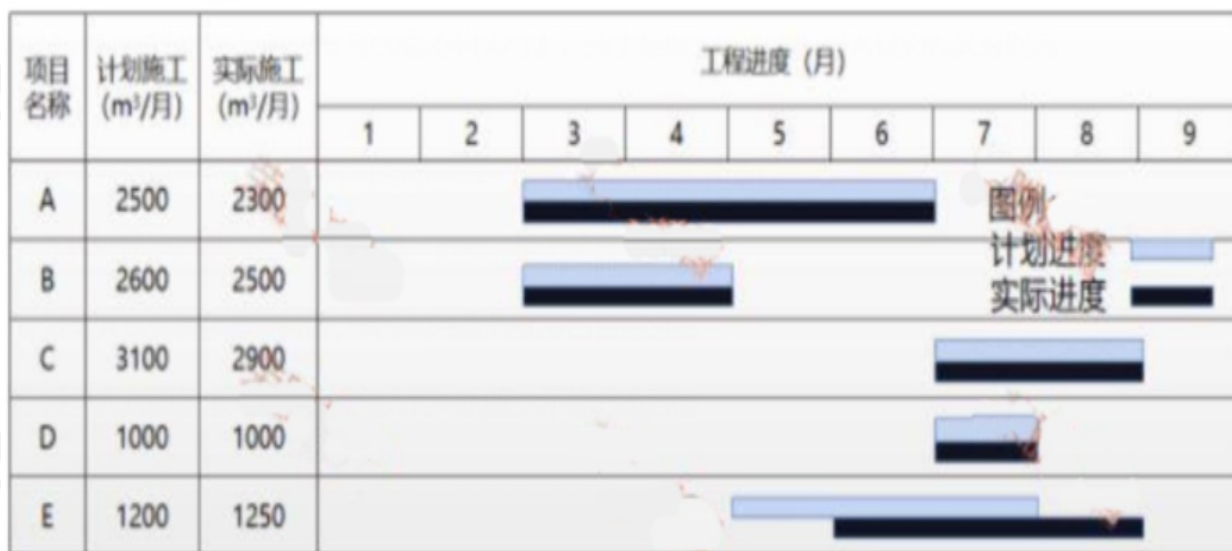 项目
名称
计划施工
(m³/月)
实际施工
(m³/月)
工程进度（月）
1 2 3 4 5 6 7 8 9
A 2500 2300
图例
计划进度
B 2600 2500
实际进度
C 3100 2900
D 1000 1000
E 1200 1250